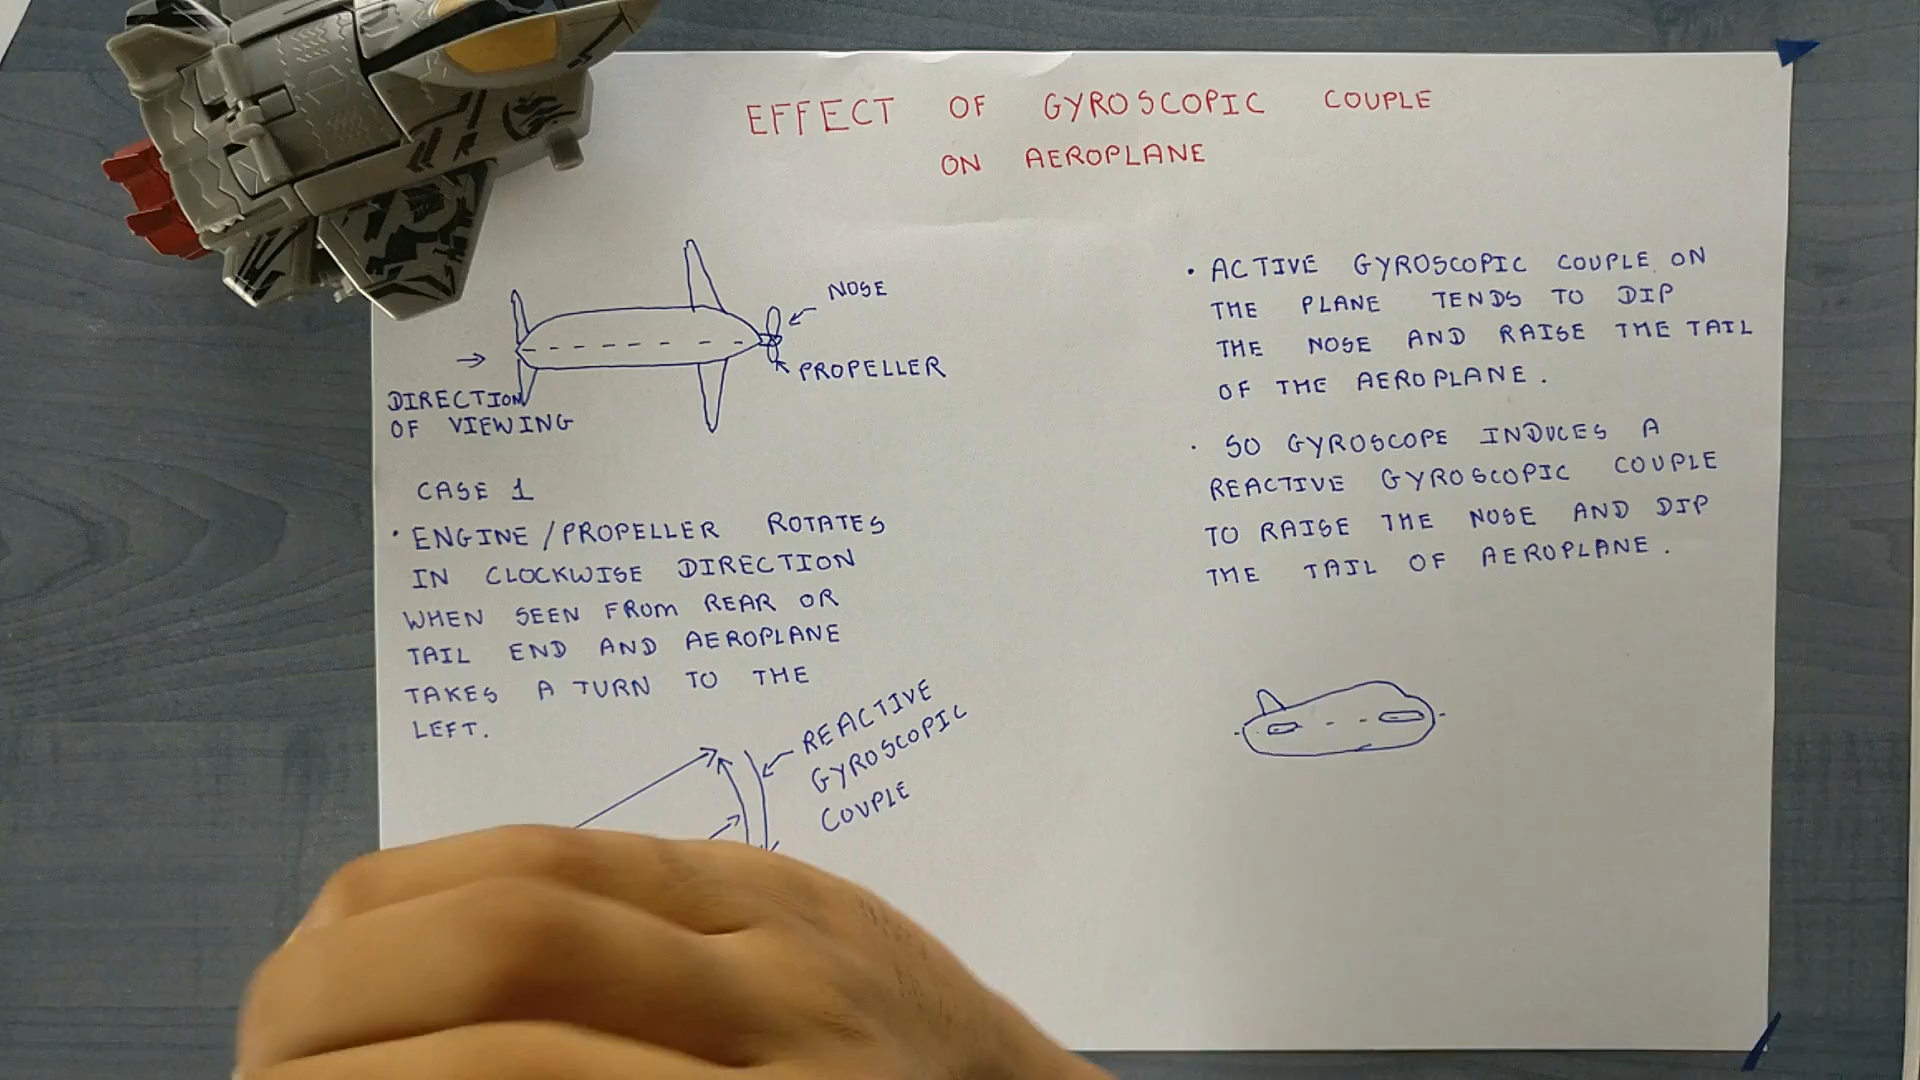 EFFECT OF GYROSCOPIC COUPLE
ON AEROPLANE
NOSE
PROPELLER
DIRECTION
OF VIEWING
CASE 1
• ENGINE/PROPELLER ROTATES
IN CLOCKWISE DIRECTION
WHEN SEEN FROM REAR OR
TAIL END AND AEROPLANE
TAKES A TURN TO THE
LEFT.
REACTIVE
GYROSCOPIC
COUPLE
• ACTIVE GYROSCOPIC COUPLE ON
THE PLANE TENDS TO DIP
THE NOSE AND RAISE THE TAIL
OF THE AEROPLANE.
• SO GYROSCOPE INDUCES A
REACTIVE GYROSCOPIC COUPLE
TO RAISE THE NOSE AND DIP
THE TAIL OF AEROPLANE.